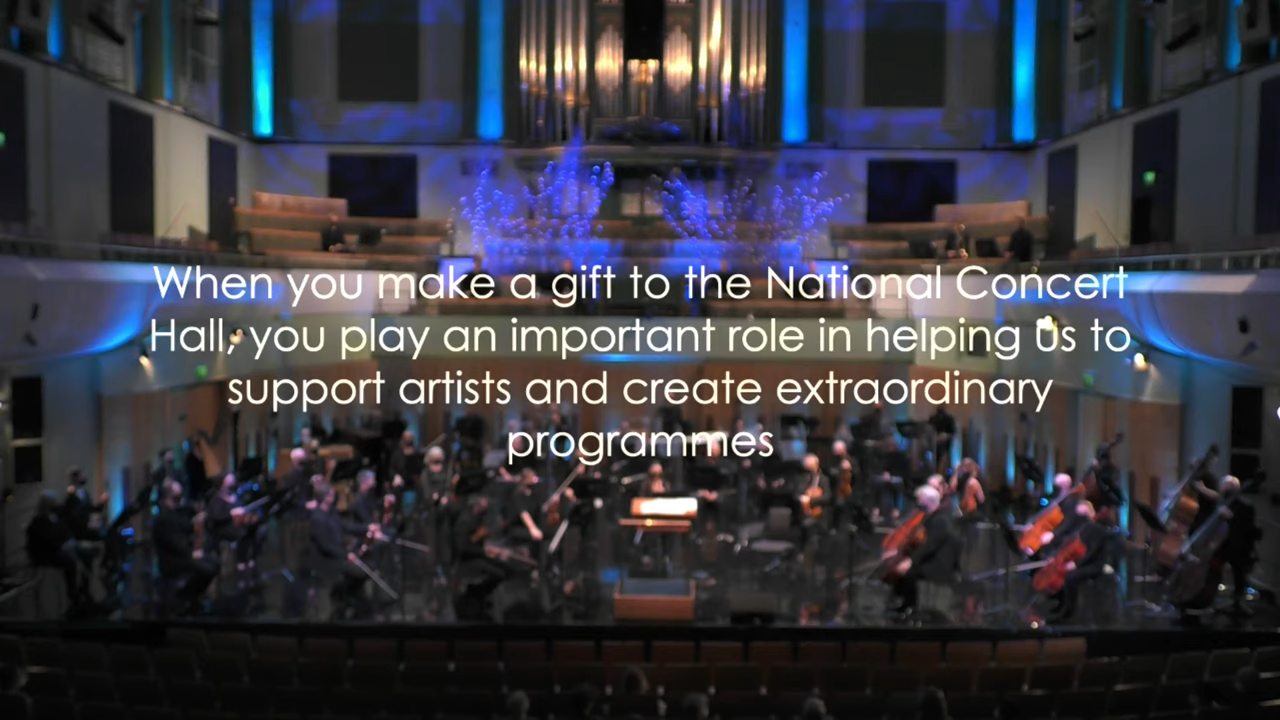 When you make a gift to the National Concert
Hall, you play an important role in helping us to
support artists and create extraordinary
programmes